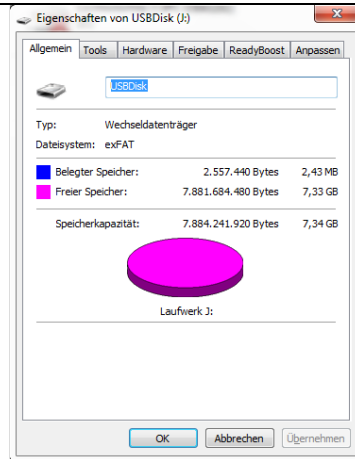 Eigenschaften von USBDisk (J:)
Allgemein Tools Hardware Freigabe ReadyBoost Anpassen
USBDisk
Typ: Wechseldatenträger
Dateisystem: exFAT
Belegter Speicher: 2.557.440 Bytes 2,43 MB
Freier Speicher: 7.881.684.480 Bytes 7,33 GB
Speicherkapazität: 7.884.241.920 Bytes 7,34 GB
Laufwerk J:
OK Abbrechen Übernehmen